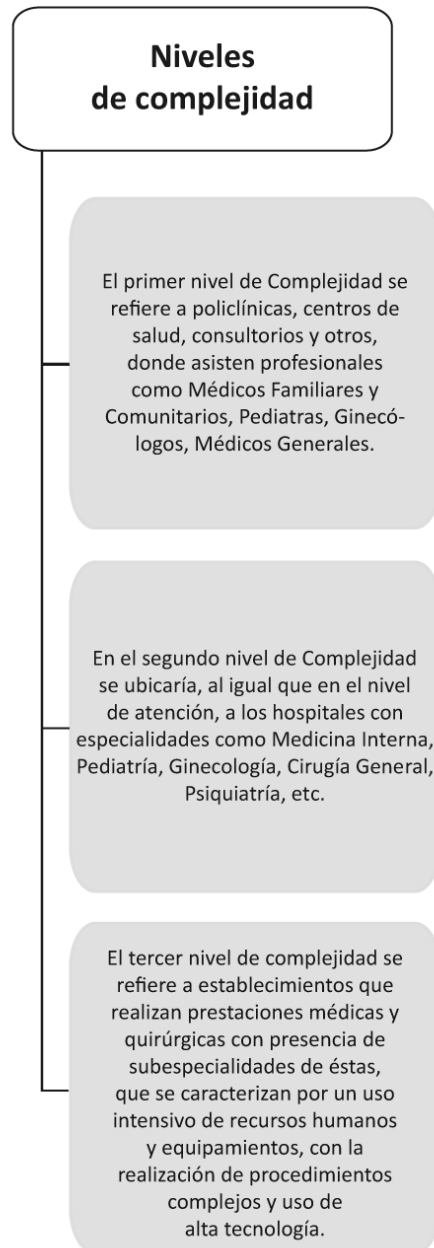 Niveles
de complejidad
El primer nivel de Complejidad se
refiere a policlínicas, centros de
salud, consultorios y otros,
donde asisten profesionales
como Médicos Familiares y
Comunitarios, Pediatras, Ginecó-
logos, Médicos Generales.
En el segundo nivel de Complejidad
se ubicaría, al igual que en el nivel
de atención, a los hospitales con
especialidades como Medicina Interna,
Pediatría, Ginecología, Cirugía General,
Psiquiatría, etc.
El tercer nivel de complejidad se
refiere a establecimientos que
realizan prestaciones médicas y
quirúrgicas con presencia de
subespecialidades de éstas,
que se caracterizan por un uso
intensivo de recursos humanos
y equipamientos, con la
realización de procedimientos
complejos y uso de
alta tecnología.